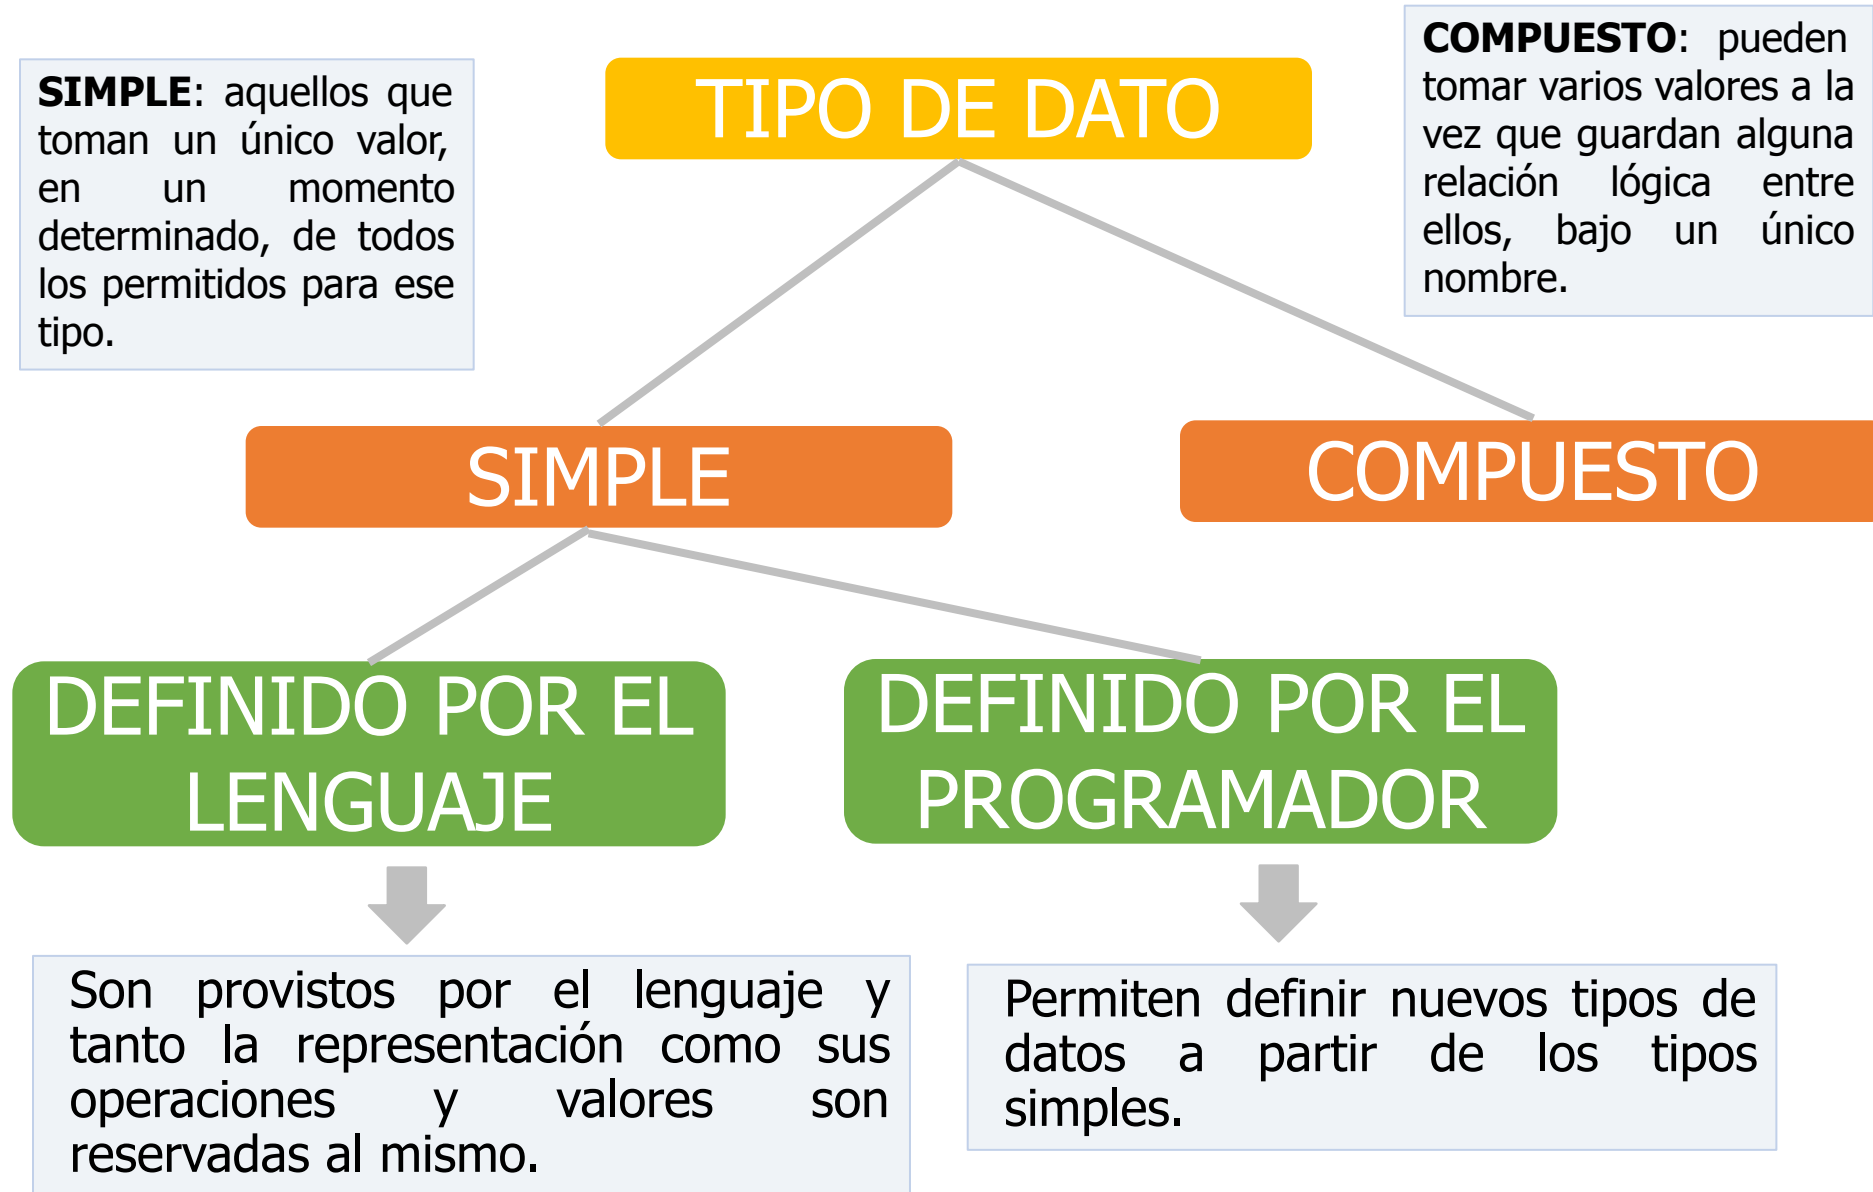 SIMPLE: aquellos que
toman un único valor,
en un momento
determinado, de todos
los permitidos para ese
tipo.
TIPO DE DATO
COMPUESTO: pueden
tomar varios valores a la
vez que guardan alguna
relación lógica entre
ellos, bajo un único
nombre.
SIMPLE
COMPUESTO
DEFINIDO POR EL
LENGUAJE
DEFINIDO POR EL
PROGRAMADOR
Son provistos por el lenguaje y
tanto la representación como sus
operaciones y valores son
reservadas al mismo.
Permiten definir nuevos tipos de
datos a partir de los tipos
simples.